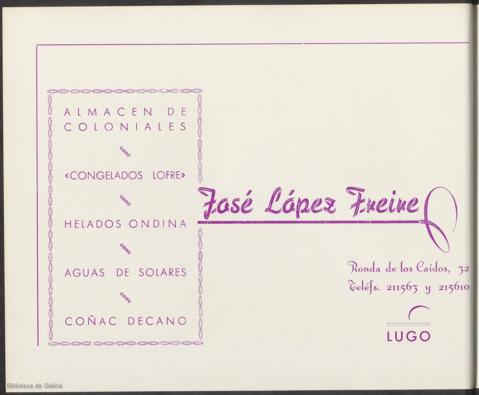 ALMACEN DE
COLONIALES
«CONGELADOS LOFRE»
HELADOS ONDINA
AGUAS DE SOLARES
COÑAC DECANO
José López Freire
Ronda de los Caídos, 32
Teléfs. 211563 y 215610
LUGO
Biblioteca de Galicia